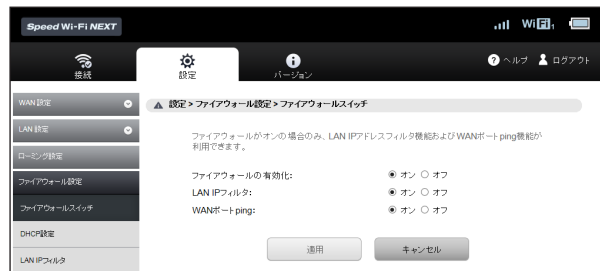 Speed Wi-Fi NEXT
WiFi 1
接続
設定
バージョン
ヘルプ
ログアウト
WAN 設定
LAN 設定
ローミング設定
ファイアウォール設定
ファイアウォールスイッチ
DHCP設定
LAN IPフィルタ
設定 > ファイアウォール設定 > ファイアウォールスイッチ
ファイアウォールがオンの場合のみ、LAN IPアドレスフィルタ機能およびWANポートping機能が
利用できます。
ファイアウォールの有効化: オン オフ
LAN IPフィルタ: オン オフ
WANポートping: オン オフ
適用 キャンセル